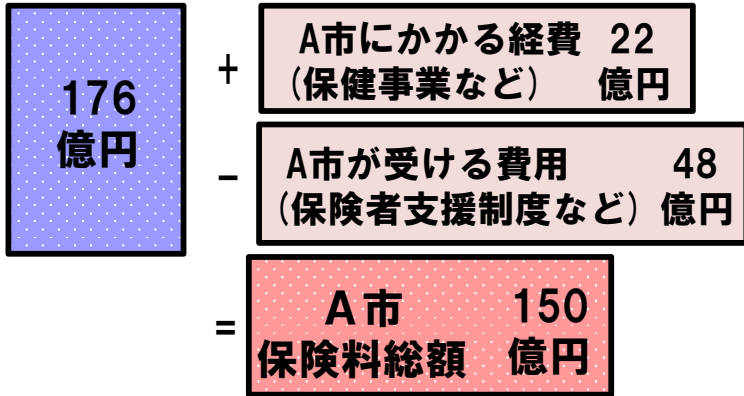 176
億円
+
A市にかかる経費 22
(保健事業など) 億円
-
A市が受ける費用 48
(保険者支援制度など) 億円
=
A市 150
保険料総額 億円